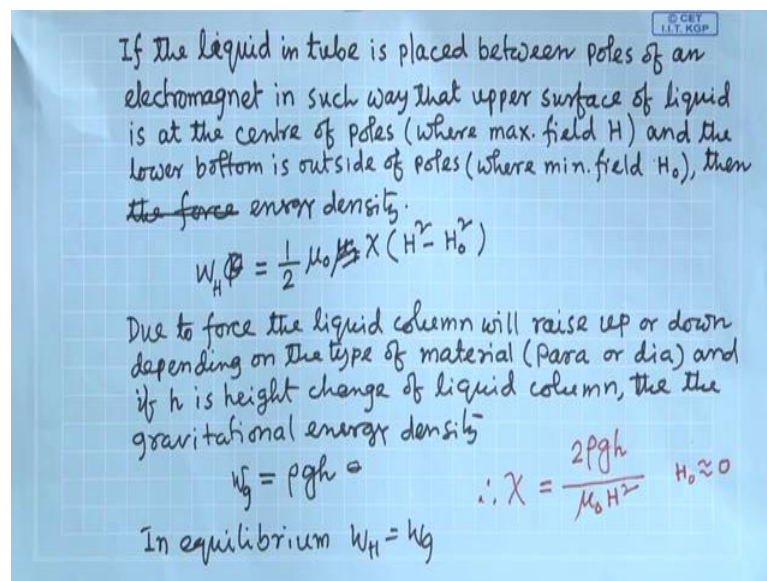 © CET
I.I.T. KGP
If the liquid in tube is placed between poles of an
electromagnet in such way that upper surface of liquid
is at the centre of poles (where max. field H) and the
lower bottom is outside of poles (where min. field H₀), then
the force energy density.
W_H = 1/2 μ₀ χ (H² - H₀²)
Due to force the liquid column will raise up or down
depending on the type of material (para or dia) and
if h is height change of liquid column, the the
gravitational energy density
W_g = ρgh
∴ χ = 2ρgh / μ₀H² H₀ ≈ 0
In equilibrium W_H = W_g